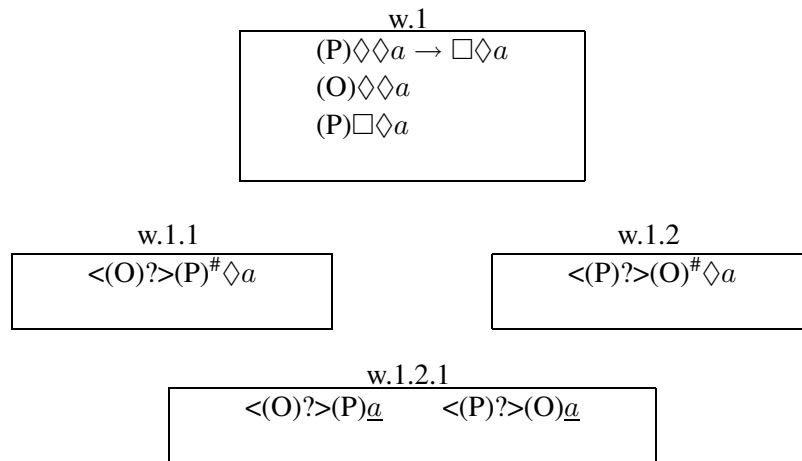 w.1
(P)◊◊a → □◊a
(O)◊◊a
(P)□◊a
w.1.1 w.1.2
<(O)?>(P)#◊a <(P)?>(O)#◊a
w.1.2.1
<(O)?>(P)a <(P)?>(O)a